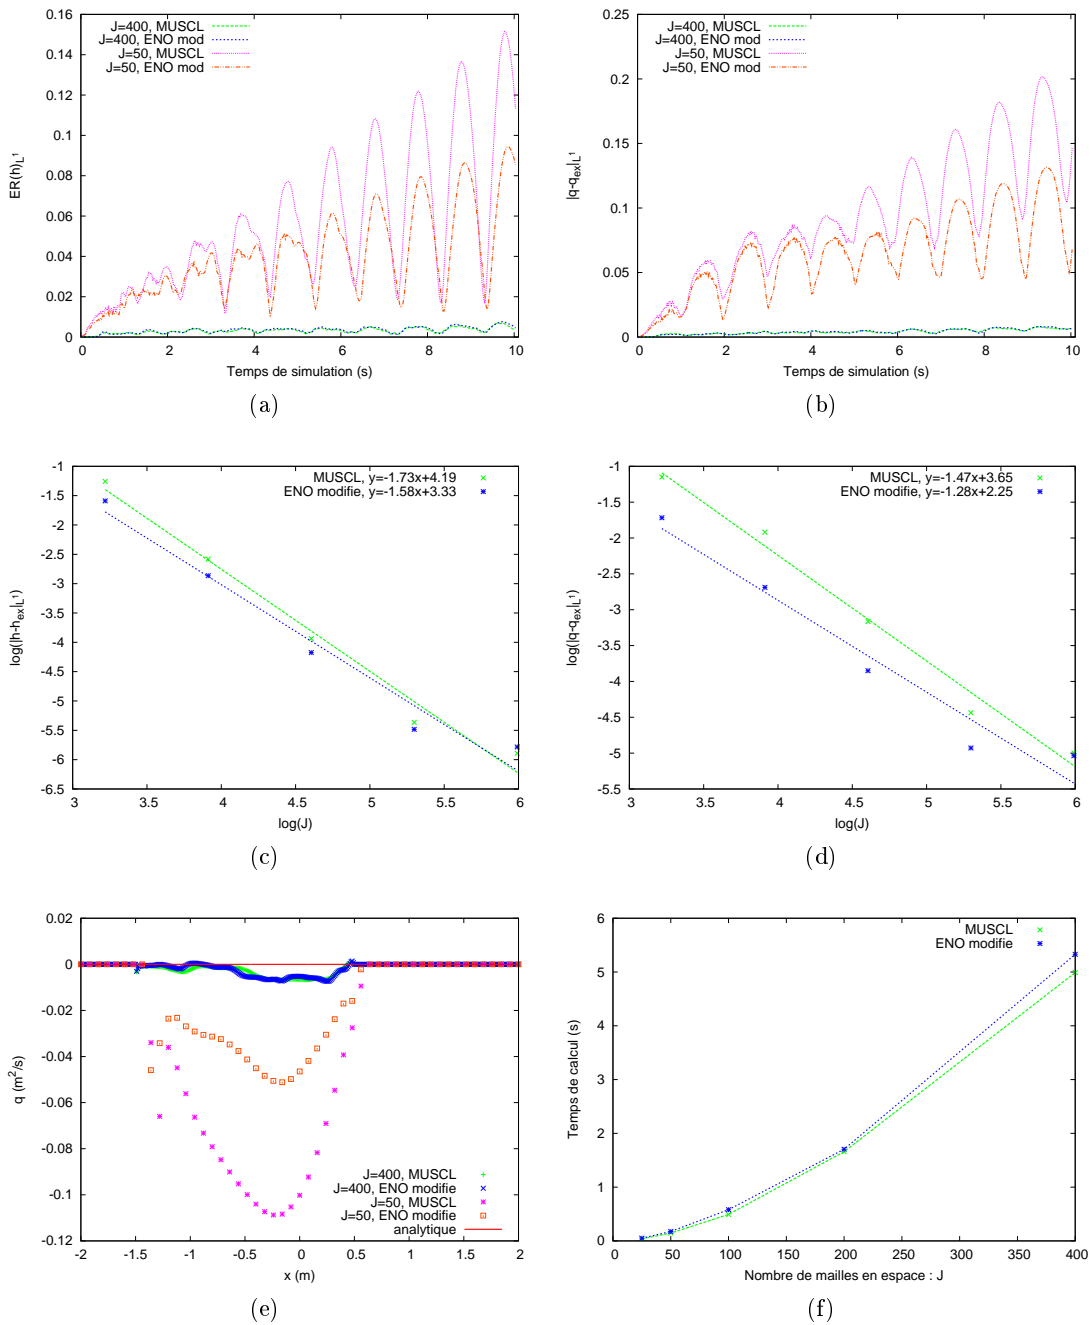 J=400, MUSCL
J=400, ENO mod
J=50, MUSCL
J=50, ENO mod
0.16
0.14
0.12
0.1
0.08
0.06
0.04
0.02
0
ER(h)L1
0 2 4 6 8 10
Temps de simulation (s)
(a)
J=400, MUSCL
J=400, ENO mod
J=50, MUSCL
J=50, ENO mod
0.25
0.2
0.15
0.1
0.05
0
|q-qex|L1
0 2 4 6 8 10
Temps de simulation (s)
(b)
MUSCL, y=-1.73x+4.19
ENO modifie, y=-1.58x+3.33
-1
-1.5
-2
-2.5
-3
-3.5
-4
-4.5
-5
-5.5
-6
-6.5
log(|h-hex|L1)
3 3.5 4 4.5 5 5.5 6
log(J)
(c)
MUSCL, y=-1.47x+3.65
ENO modifie, y=-1.28x+2.25
-1
-1.5
-2
-2.5
-3
-3.5
-4
-4.5
-5
-5.5
log(|q-qex|L1)
3 3.5 4 4.5 5 5.5 6
log(J)
(d)
0.02
0
-0.02
-0.04
-0.06
-0.08
-0.1
-0.12
q (m2/s)
J=400, MUSCL
J=400, ENO modifie
J=50, MUSCL
J=50, ENO modifie
analytique
-2 -1.5 -1 -0.5 0 0.5 1 1.5 2
x (m)
(e)
MUSCL
ENO modifie
6
5
4
3
2
1
0
Temps de calcul (s)
50 100 150 200 250 300 350 400
Nombre de mailles en espace : J
(f)